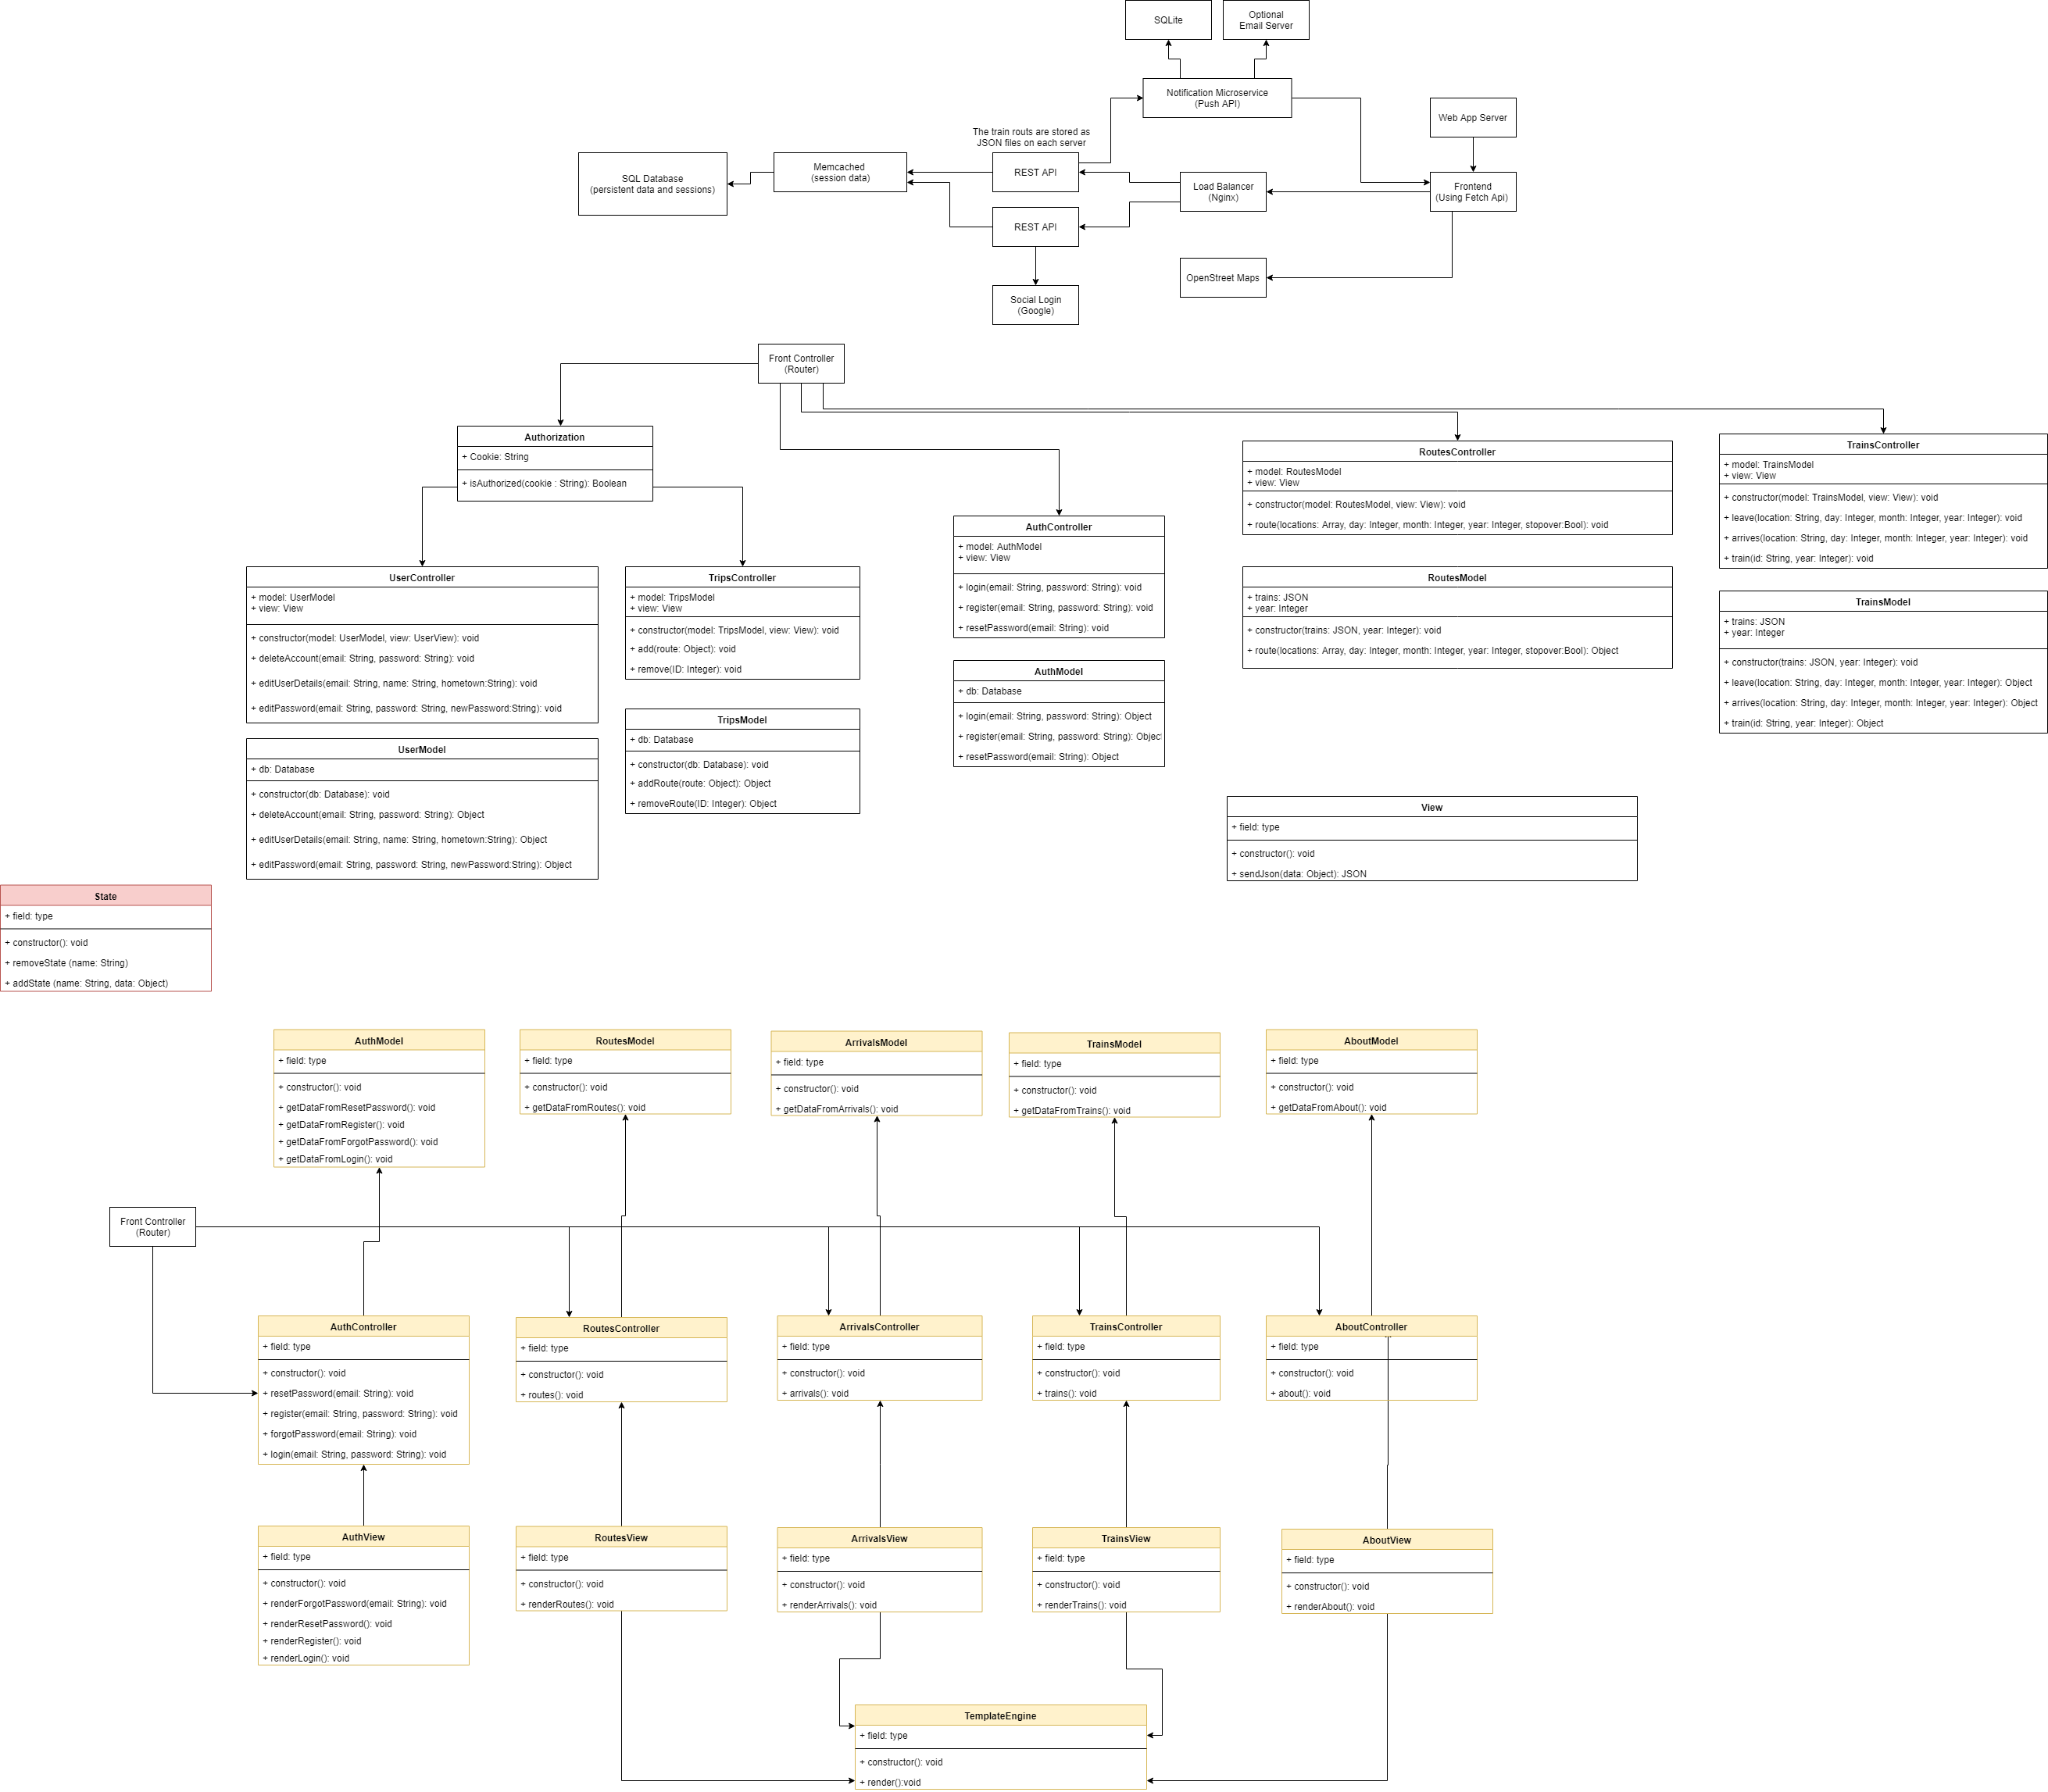 SQLite
Optional
Email Server
Notification Microservice
(Push API)
Web App Server
The train routs are stored as
JSON files on each server
SQL Database
(persistent data and sessions)
Memcached
(session data)
REST API
Load Balancer
(Nginx)
Frontend
(Using Fetch Api)
REST API
OpenStreet Maps
Social Login
(Google)
Front Controller
(Router)
Authorization
+ Cookie: String
+ isAuthorized(cookie : String): Boolean
UserController
+ model: UserModel
+ view: View
+ constructor(model: UserModel, view: UserView): void
+ deleteAccount(email: String, password: String): void
+ editUserDetails(email: String, name: String, hometown:String): void
+ editPassword(email: String, password: String, newPassword:String): void
UserModel
+ db: Database
+ constructor(db: Database): void
+ deleteAccount(email: String, password: String): Object
+ editUserDetails(email: String, name: String, hometown:String): Object
+ editPassword(email: String, password: String, newPassword:String): Object
TripsController
+ model: TripsModel
+ view: View
+ constructor(model: TripsModel, view: View): void
+ add(route: Object): void
+ remove(ID: Integer): void
TripsModel
+ db: Database
+ constructor(db: Database): void
+ addRoute(route: Object): Object
+ removeRoute(ID: Integer): Object
AuthController
+ model: AuthModel
+ view: View
+ login(email: String, password: String): void
+ register(email: String, password: String): void
+ resetPassword(email: String): void
AuthModel
+ db: Database
+ login(email: String, password: String): Object
+ register(email: String, password: String): Objec
+ resetPassword(email: String): Object
RoutesController
+ model: RoutesModel
+ view: View
+ constructor(model: RoutesModel, view: View): void
+ route(locations: Array, day: Integer, month: Integer, year: Integer, stopover:Bool): void
RoutesModel
+ trains: JSON
+ year: Integer
+ constructor(trains: JSON, year: Integer): void
+ route(locations: Array, day: Integer, month: Integer, year: Integer, stopover:Bool): Object
TrainsController
+ model: TrainsModel
+ view: View
+ constructor(model: TrainsModel, view: View): void
+ leave(location: String, day: Integer, month: Integer, year: Integer): void
+ arrives(location: String, day: Integer, month: Integer, year: Integer): void
+ train(id: String, year: Integer): void
TrainsModel
+ trains: JSON
+ year: Integer
+ constructor(trains: JSON, year: Integer): void
+ leave(location: String, day: Integer, month: Integer, year: Integer): Object
+ arrives(location: String, day: Integer, month: Integer, year: Integer): Object
+ train(id: String, year: Integer): Object
View
+ field: type
+ constructor(): void
+ sendJson(data: Object): JSON
State
+ field: type
+ constructor(): void
+ removeState (name: String)
+ addState (name: String, data: Object)
AuthModel
+ field: type
+ constructor(): void
+ getDataFromResetPassword(): void
+ getDataFromRegister(): void
+ getDataFromForgotPassword(): void
+ getDataFromLogin(): void
RoutesModel
+ field: type
+ constructor(): void
+ getDataFromRoutes(): void
ArrivalsModel
+ field: type
+ constructor(): void
+ getDataFromArrivals(): void
TrainsModel
+ field: type
+ constructor(): void
+ getDataFromTrains(): void
AboutModel
+ field: type
+ constructor(): void
+ getDataFromAbout(): void
Front Controller
(Router)
AuthController
+ field: type
+ constructor(): void
+ resetPassword(email: String): void
+ register(email: String, password: String): void
+ forgotPassword(email: String): void
+ login(email: String, password: String): void
RoutesController
+ field: type
+ constructor(): void
+ routes(): void
ArrivalsController
+ field: type
+ constructor(): void
+ arrivals(): void
TrainsController
+ field: type
+ constructor(): void
+ trains(): void
AboutController
+ field: type
+ constructor(): void
+ about(): void
AuthView
+ field: type
+ constructor(): void
+ renderForgotPassword(email: String): void
+ renderResetPassword(): void
+ renderRegister(): void
+ renderLogin(): void
RoutesView
+ field: type
+ constructor(): void
+ renderRoutes(): void
ArrivalsView
+ field: type
+ constructor(): void
+ renderArrivals(): void
TrainsView
+ field: type
+ constructor(): void
+ renderTrains(): void
AboutView
+ field: type
+ constructor(): void
+ renderAbout(): void
TemplateEngine
+ field: type
+ constructor(): void
+ render():void